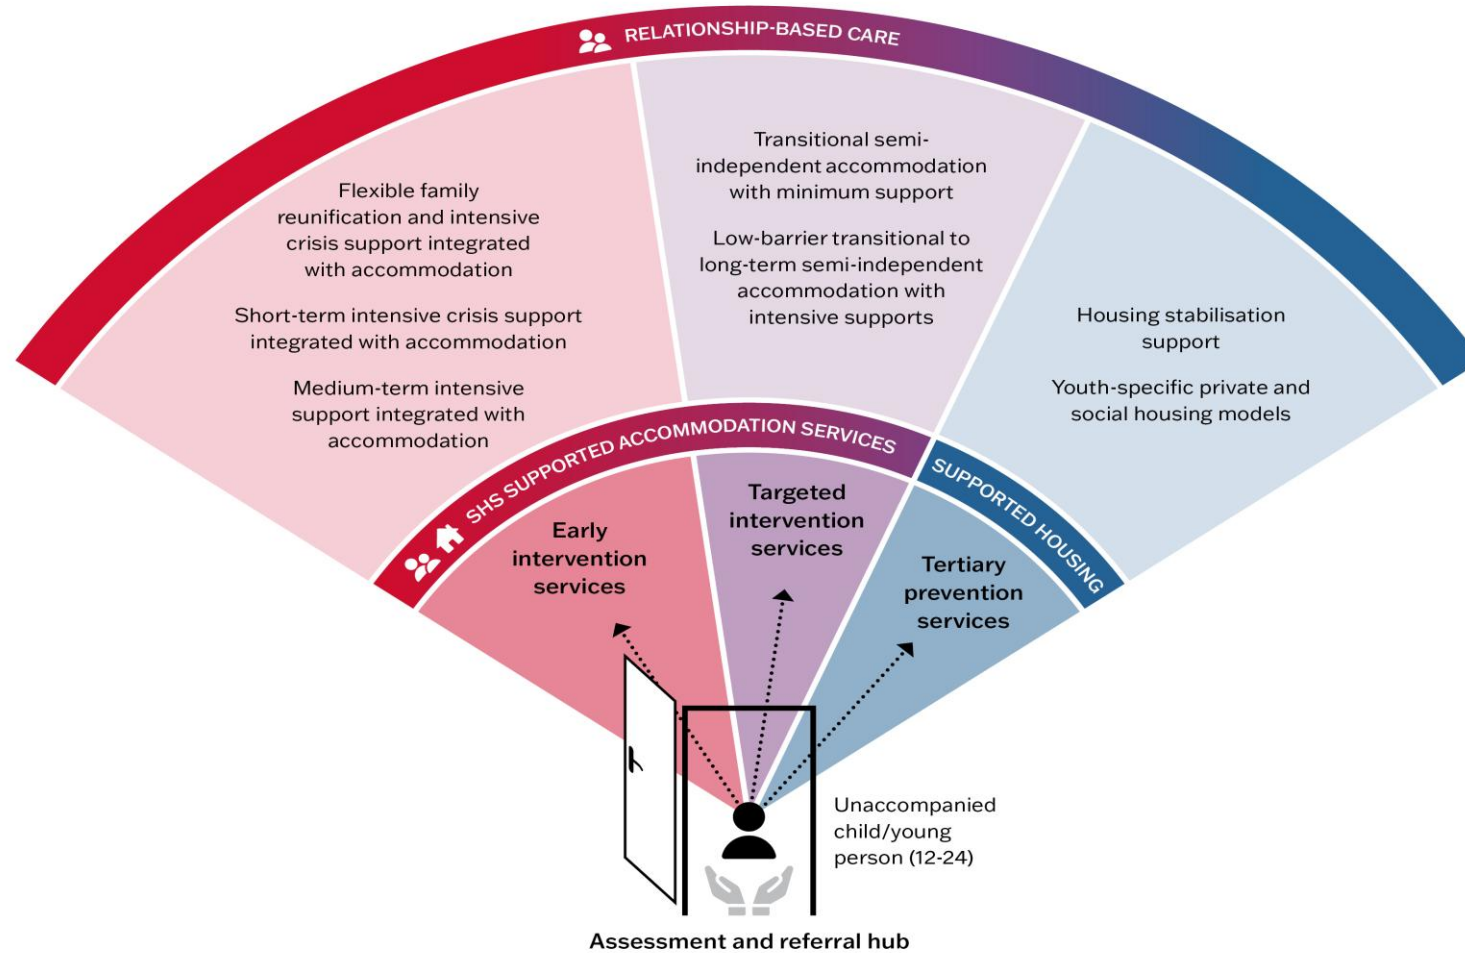 RELATIONSHIP-BASED CARE
Flexible family
reunification and intensive
crisis support integrated
with accommodation
Short-term intensive crisis support
integrated with accommodation
Medium-term intensive
support integrated with
accommodation
Transitional semi-
independent accommodation
with minimum support
Low-barrier transitional to
long-term semi-independent
accommodation with
intensive supports
Housing stabilisation
support
Youth-specific private and
social housing models
SHS SUPPORTED ACCOMMODATION SERVICES
SUPPORTED HOUSING
Early
intervention
services
Targeted
intervention
services
Tertiary
prevention
services
Unaccompanied
child/young
person (12-24)
Assessment and referral hub